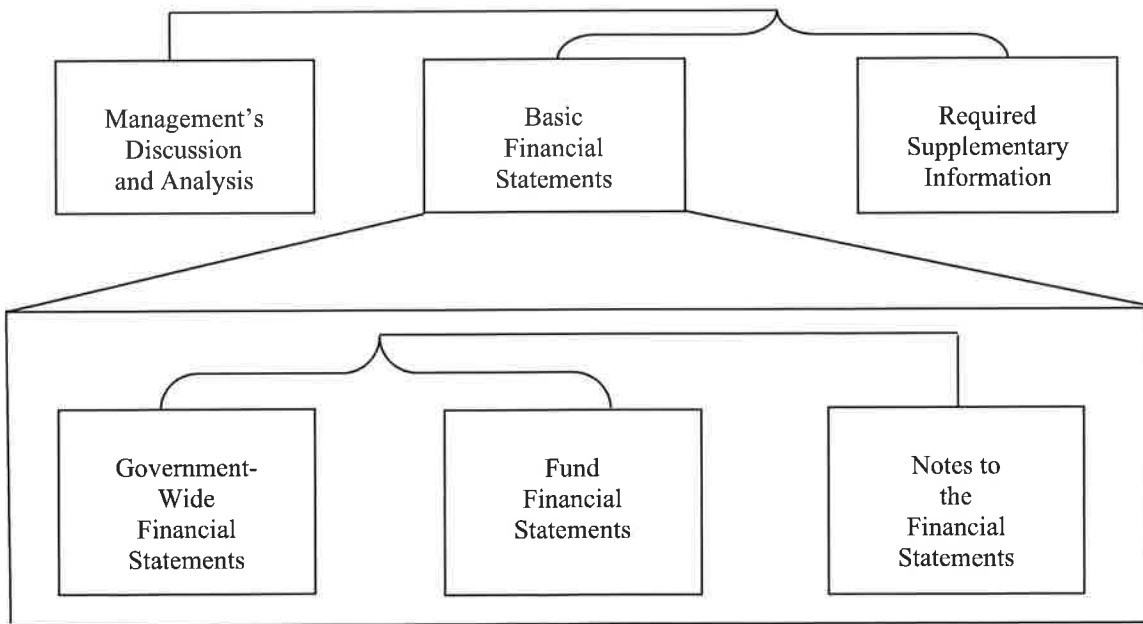 Management's
Discussion
and Analysis
Basic
Financial
Statements
Required
Supplementary
Information
Government-
Wide
Financial
Statements
Fund
Financial
Statements
Notes to
the
Financial
Statements